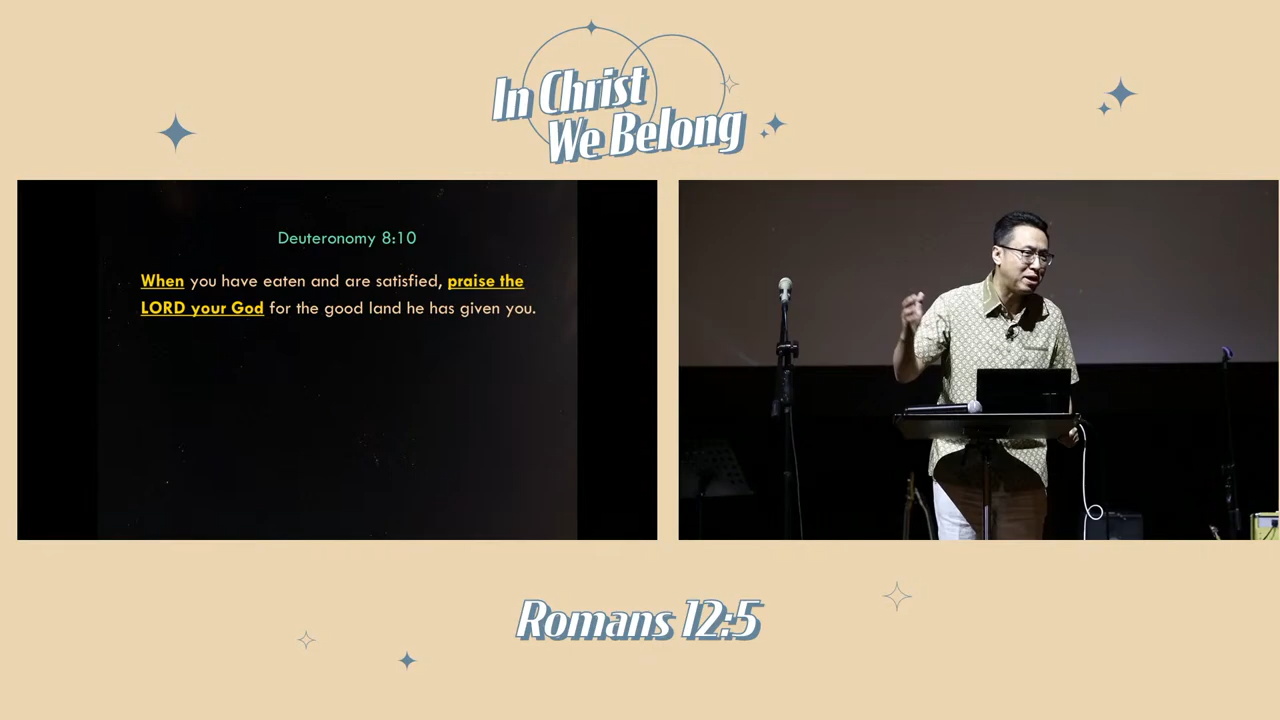 In Christ
We Belong
Deuteronomy 8:10
When you have eaten and are satisfied, praise the
LORD your God for the good land he has given you.
Romans 12:5